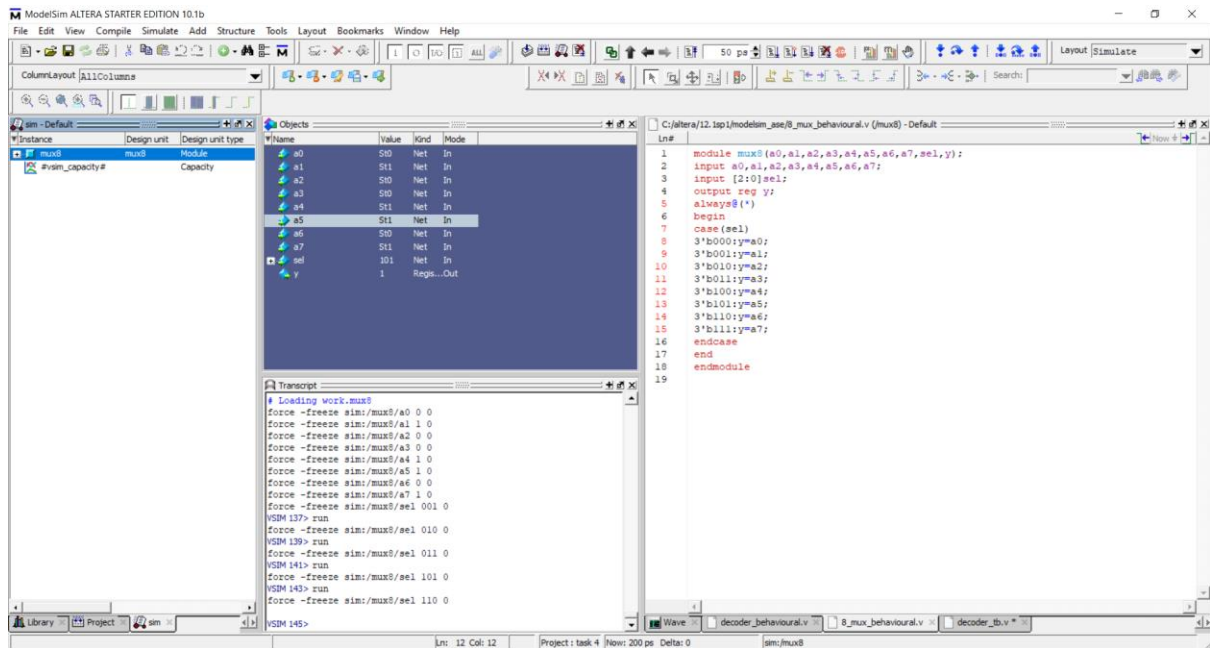 ModelSim ALTERA STARTER EDITION 10.1b
File Edit View Compile Simulate Add Structure Tools Layout Bookmarks Window Help
50 ps
Layout Simulate
ColumnLayout AllColumns
Search:
sim - Default
Instance Design unit Design unit type
mux8 mux8 Module
#vsim_capacity# Capacity
Objects
Name Value Kind Mode
a0 St0 Net In
a1 St1 Net In
a2 St0 Net In
a3 St0 Net In
a4 St1 Net In
a5 St1 Net In
a6 St0 Net In
a7 St1 Net In
sel 101 Net In
y 1 Regis... Out
Transcript
# Loading work.mux8
force -freeze sim:/mux8/a0 0 0
force -freeze sim:/mux8/a1 1 0
force -freeze sim:/mux8/a2 0 0
force -freeze sim:/mux8/a3 0 0
force -freeze sim:/mux8/a4 1 0
force -freeze sim:/mux8/a5 1 0
force -freeze sim:/mux8/a6 0 0
force -freeze sim:/mux8/a7 1 0
force -freeze sim:/mux8/sel 001 0
VSIM 137> run
force -freeze sim:/mux8/sel 010 0
VSIM 139> run
force -freeze sim:/mux8/sel 011 0
VSIM 141> run
force -freeze sim:/mux8/sel 101 0
VSIM 143> run
force -freeze sim:/mux8/sel 110 0
VSIM 145>
C:/altera/12.1sp1/modelsim_ase/8_mux_behavioural.v (/mux8) - Default
Ln# Now
1 module mux8(a0,a1,a2,a3,a4,a5,a6,a7,sel,y);
2 input a0,a1,a2,a3,a4,a5,a6,a7;
3 input [2:0]sel;
4 output reg y;
5 always@(*)
6 begin
7 case(sel)
8 3'b000:y=a0;
9 3'b001:y=a1;
10 3'b010:y=a2;
11 3'b011:y=a3;
12 3'b100:y=a4;
13 3'b101:y=a5;
14 3'b110:y=a6;
15 3'b111:y=a7;
16 endcase
17 end
18 endmodule
19
Library Project sim
Wave decoder_behavioural.v 8_mux_behavioural.v decoder_tb.v *
Ln: 12 Col: 12 Project : task 4 Now: 200 ps Delta: 0 sim:/mux8